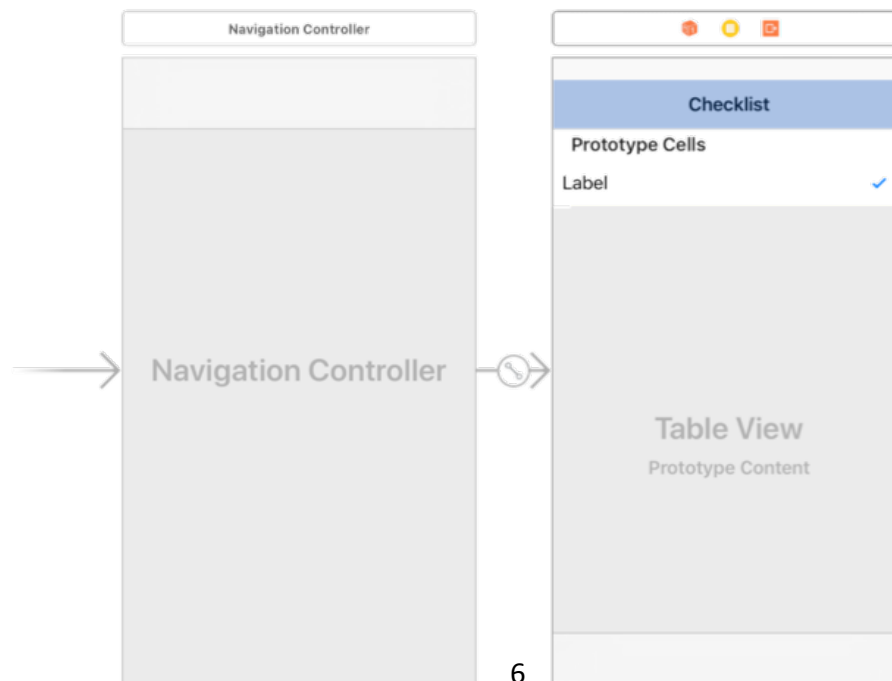 Navigation Controller
Checklist
Prototype Cells
Label
Navigation Controller
Table View
Prototype Content
6